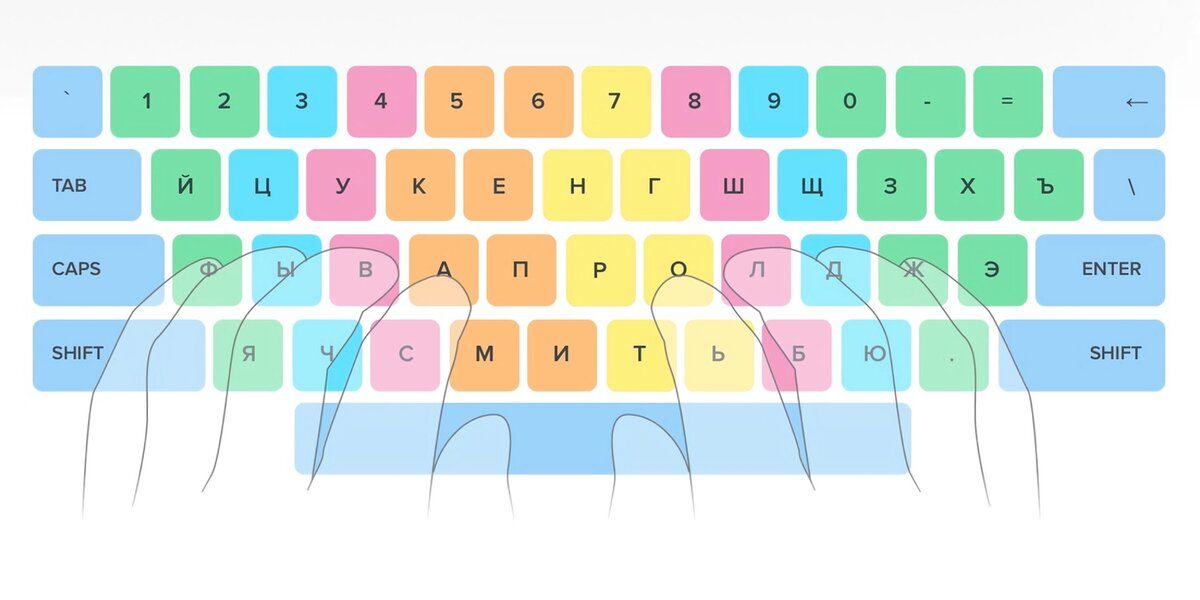 ` 1 2 3 4 5 6 7 8 9 0 - = ←
TAB Й Ц У К Е Н Г Ш Щ З Х Ъ \
CAPS Ф Ы В А П Р О Л Д Ж Э ENTER
SHIFT Я Ч С М И Т Ь Б Ю . SHIFT